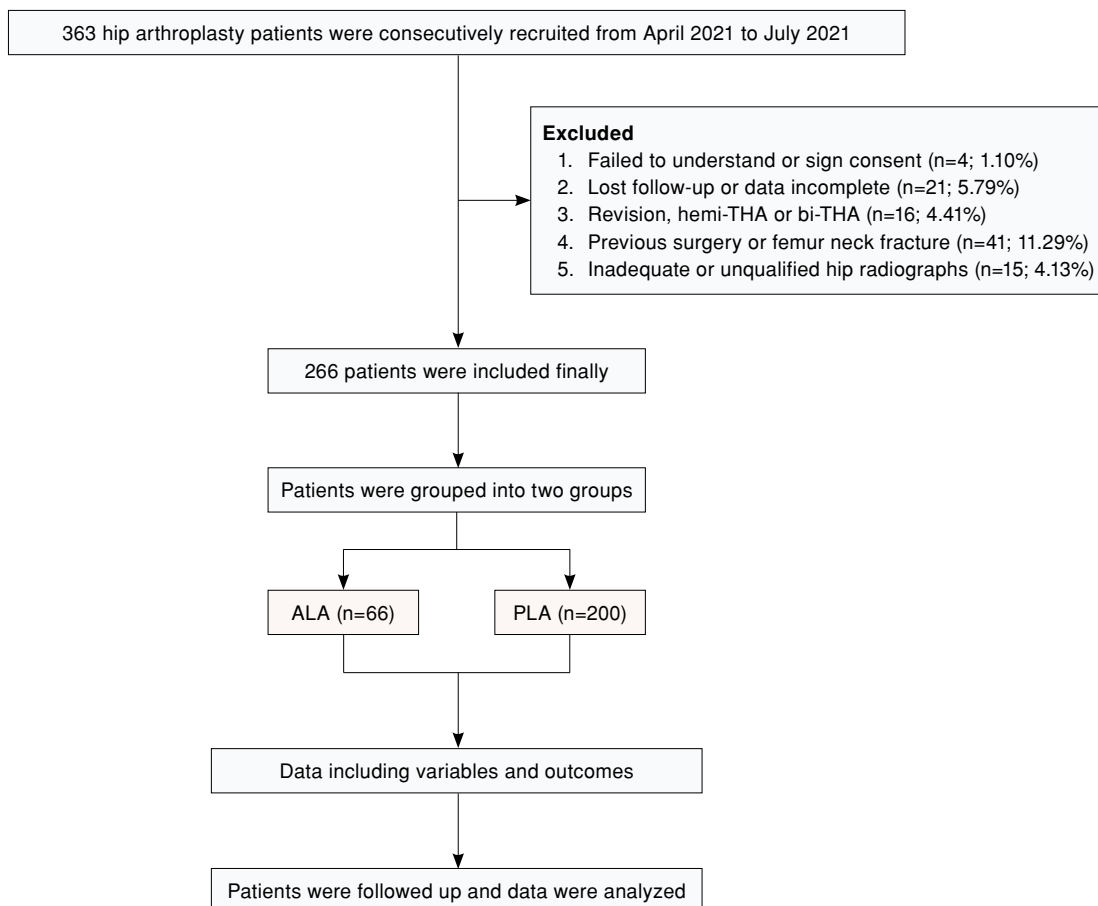 363 hip arthroplasty patients were consecutively recruited from April 2021 to July 2021
Excluded
1. Failed to understand or sign consent (n=4; 1.10%)
2. Lost follow-up or data incomplete (n=21; 5.79%)
3. Revision, hemi-THA or bi-THA (n=16; 4.41%)
4. Previous surgery or femur neck fracture (n=41; 11.29%)
5. Inadequate or unqualified hip radiographs (n=15; 4.13%)
266 patients were included finally
Patients were grouped into two groups
ALA (n=66)
PLA (n=200)
Data including variables and outcomes
Patients were followed up and data were analyzed